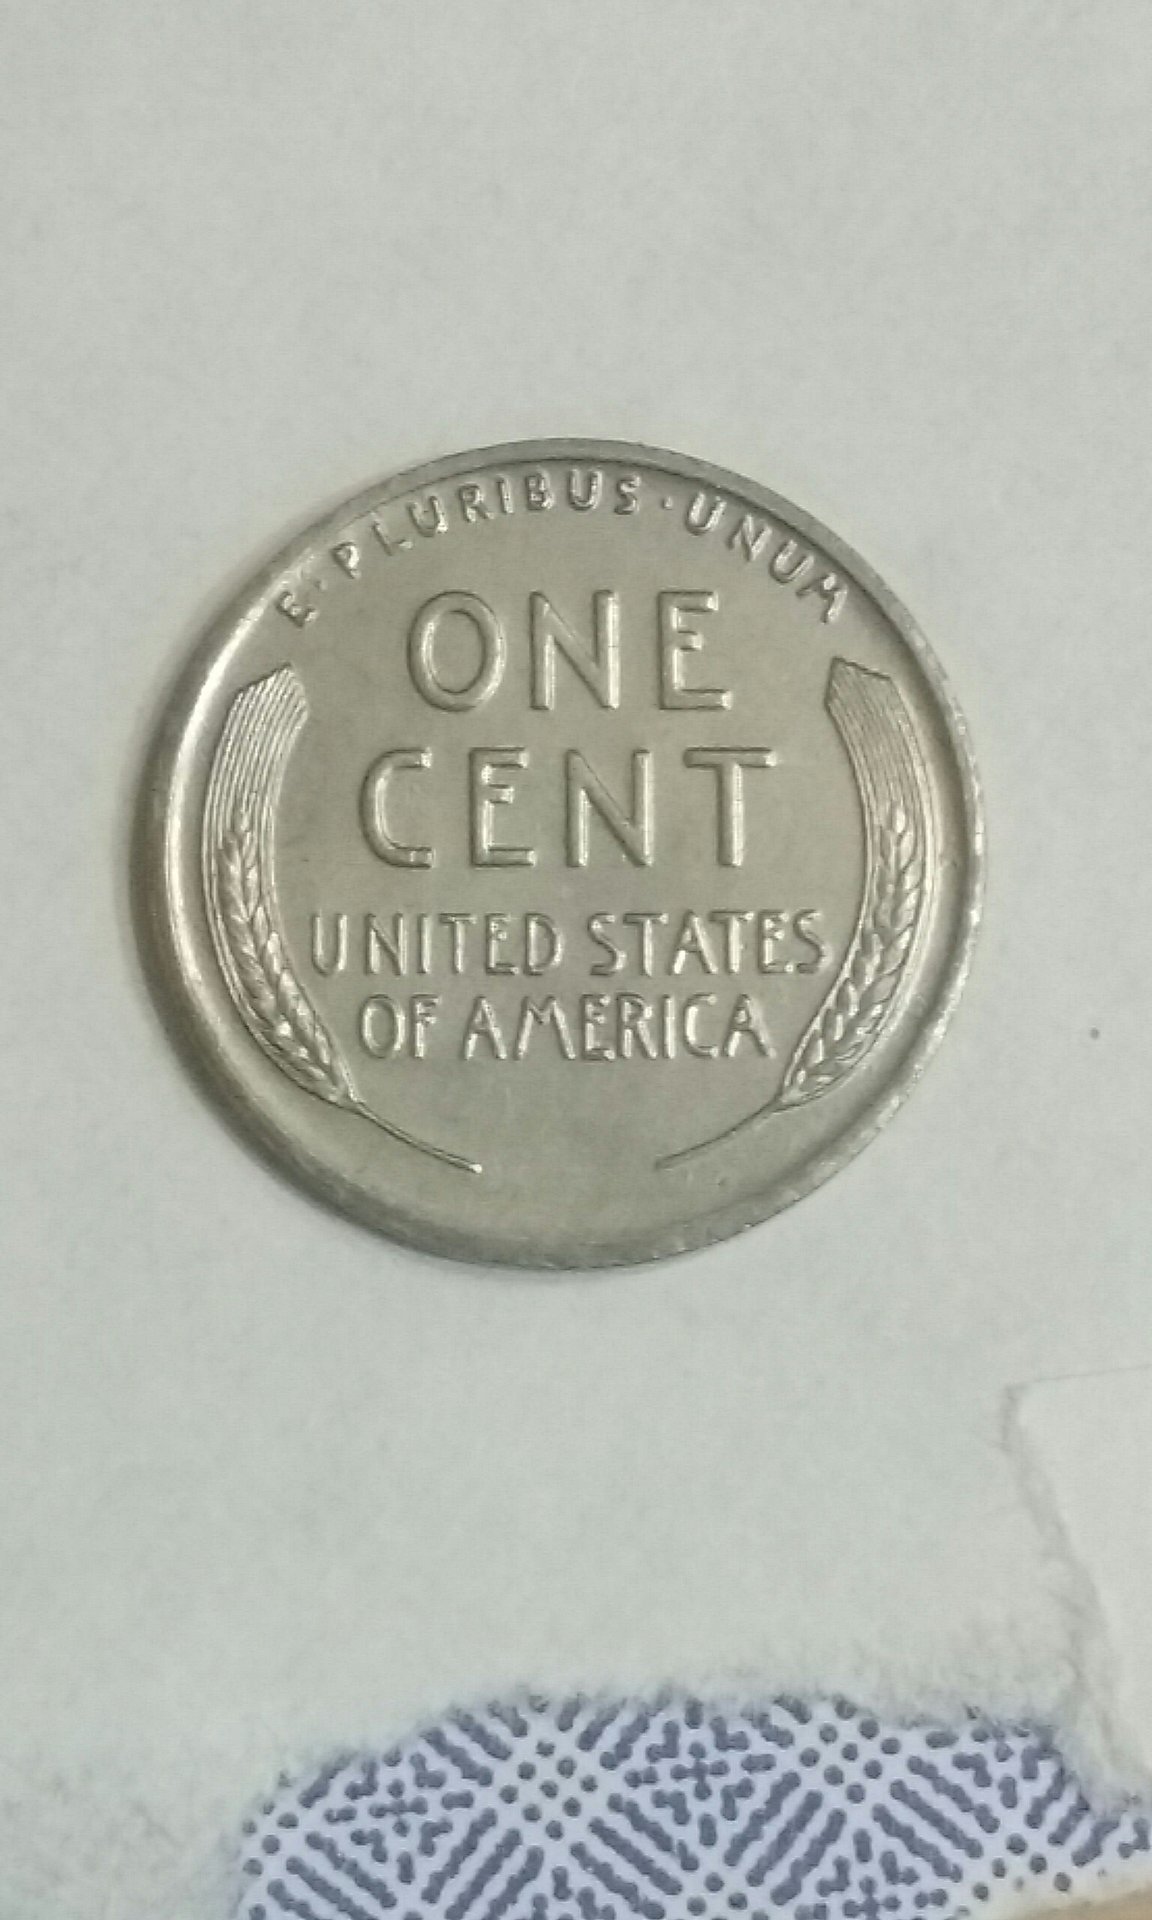 E·PLURIBUS·UNUM
ONE
CENT
UNITED STATES
OF AMERICA